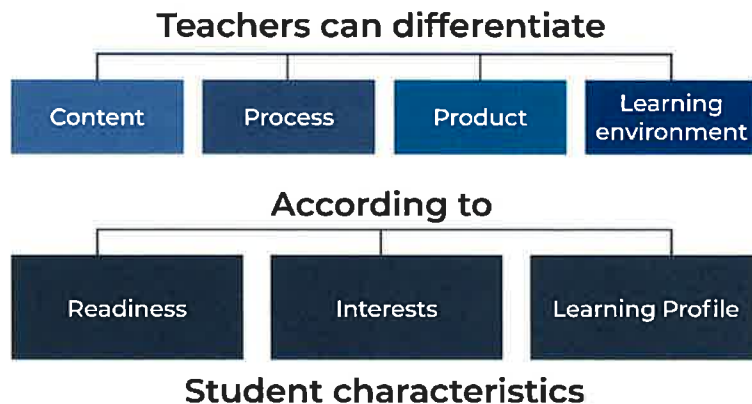 Teachers can differentiate
Content
Process
Product
Learning
environment
According to
Readiness
Interests
Learning Profile
Student characteristics